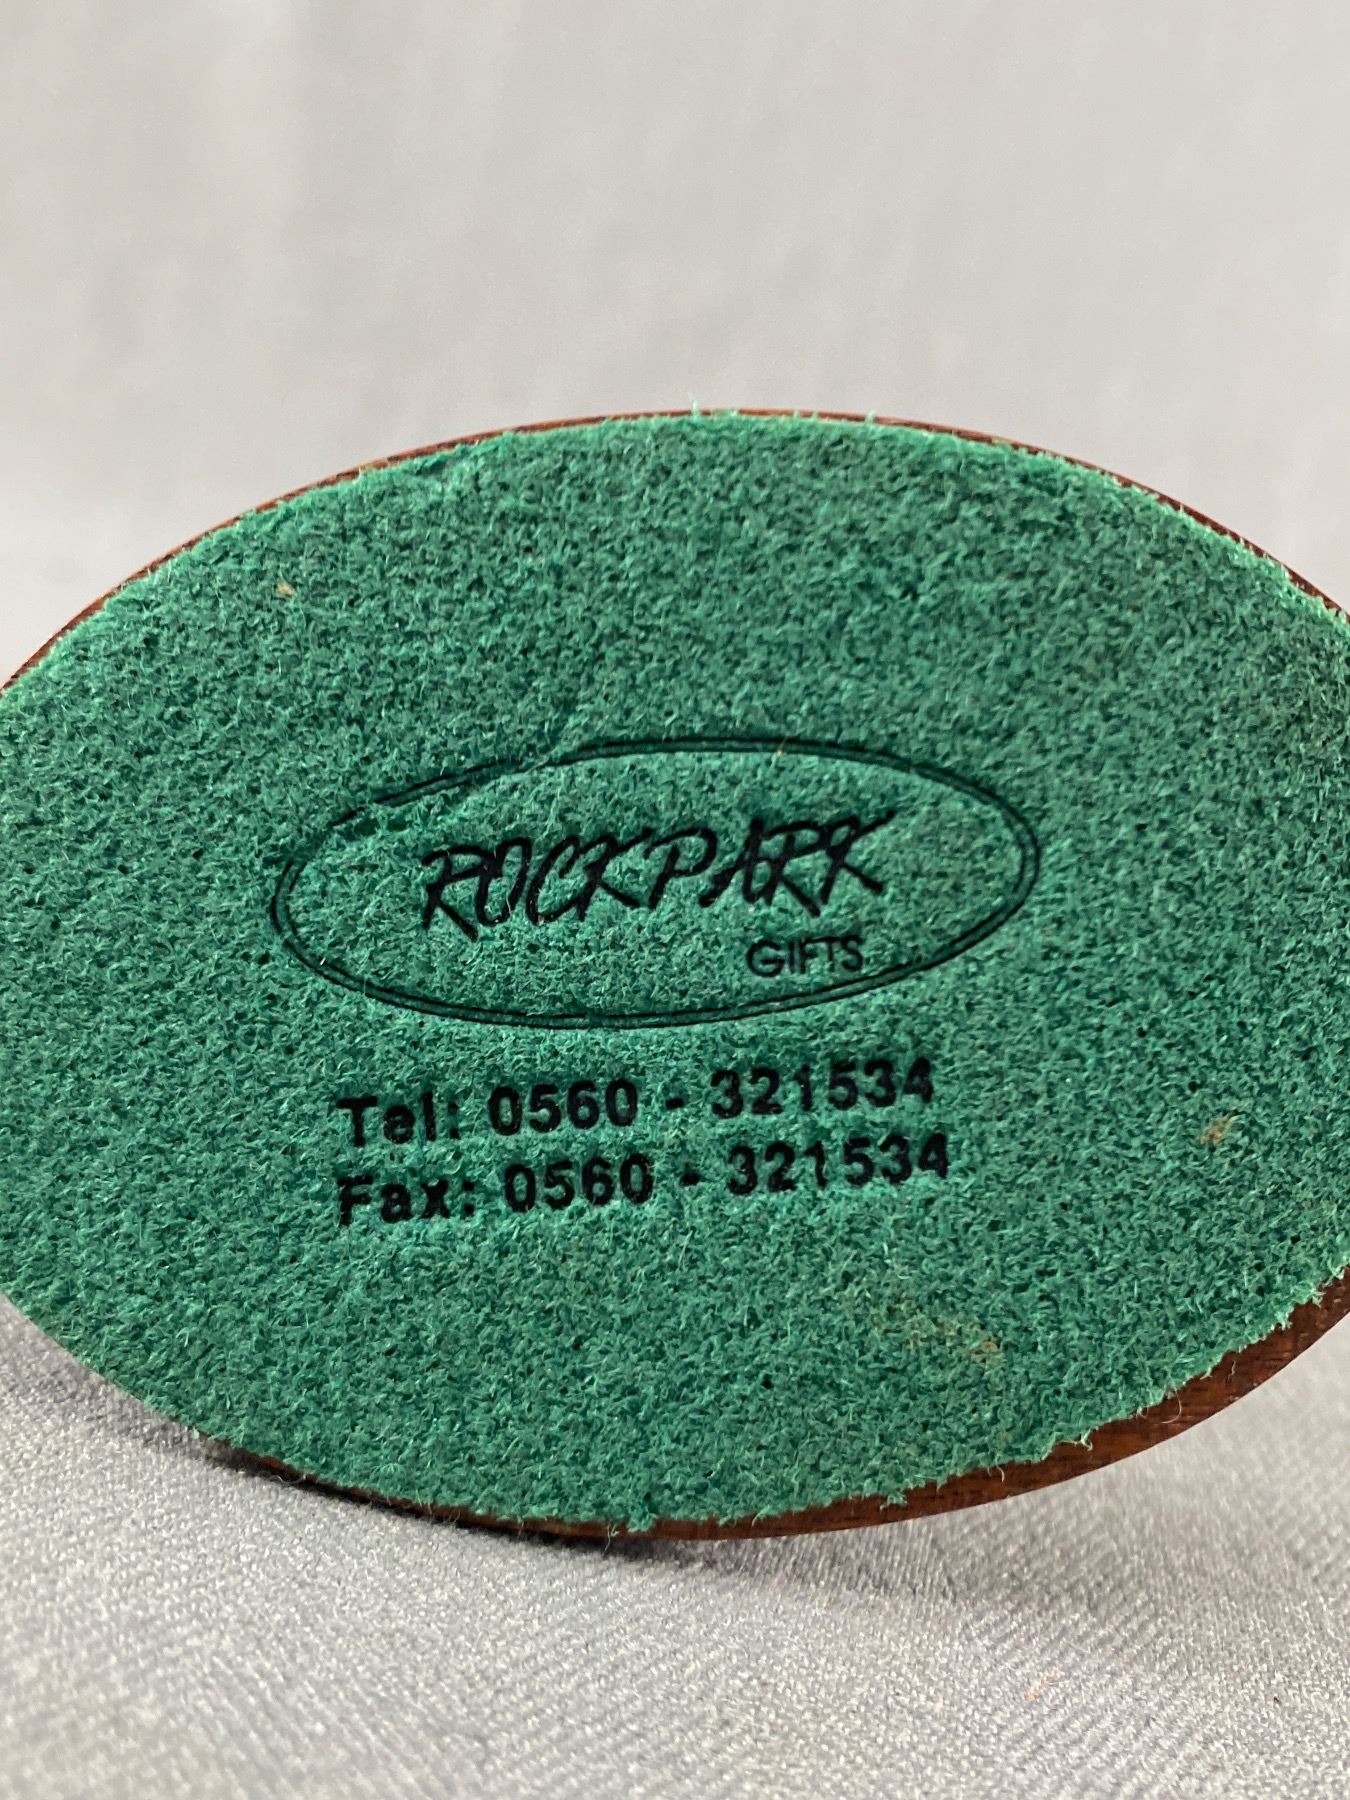 ROCKPARK
GIFTS
Tel: 0560 - 321534
Fax: 0560 - 321534